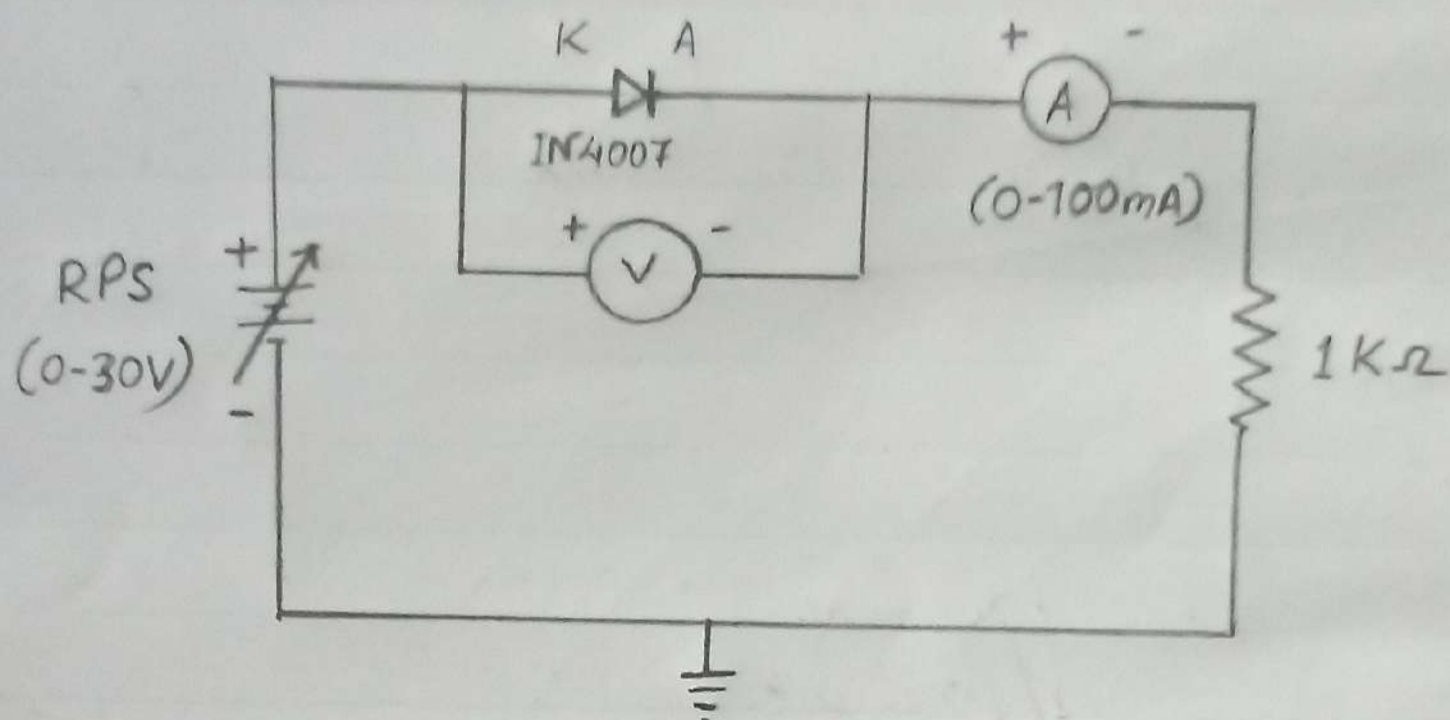 K A
+ -
A
IN4007
(0-100mA)
+ -
V
RPS
+
(0-30V)
-
1KΩ